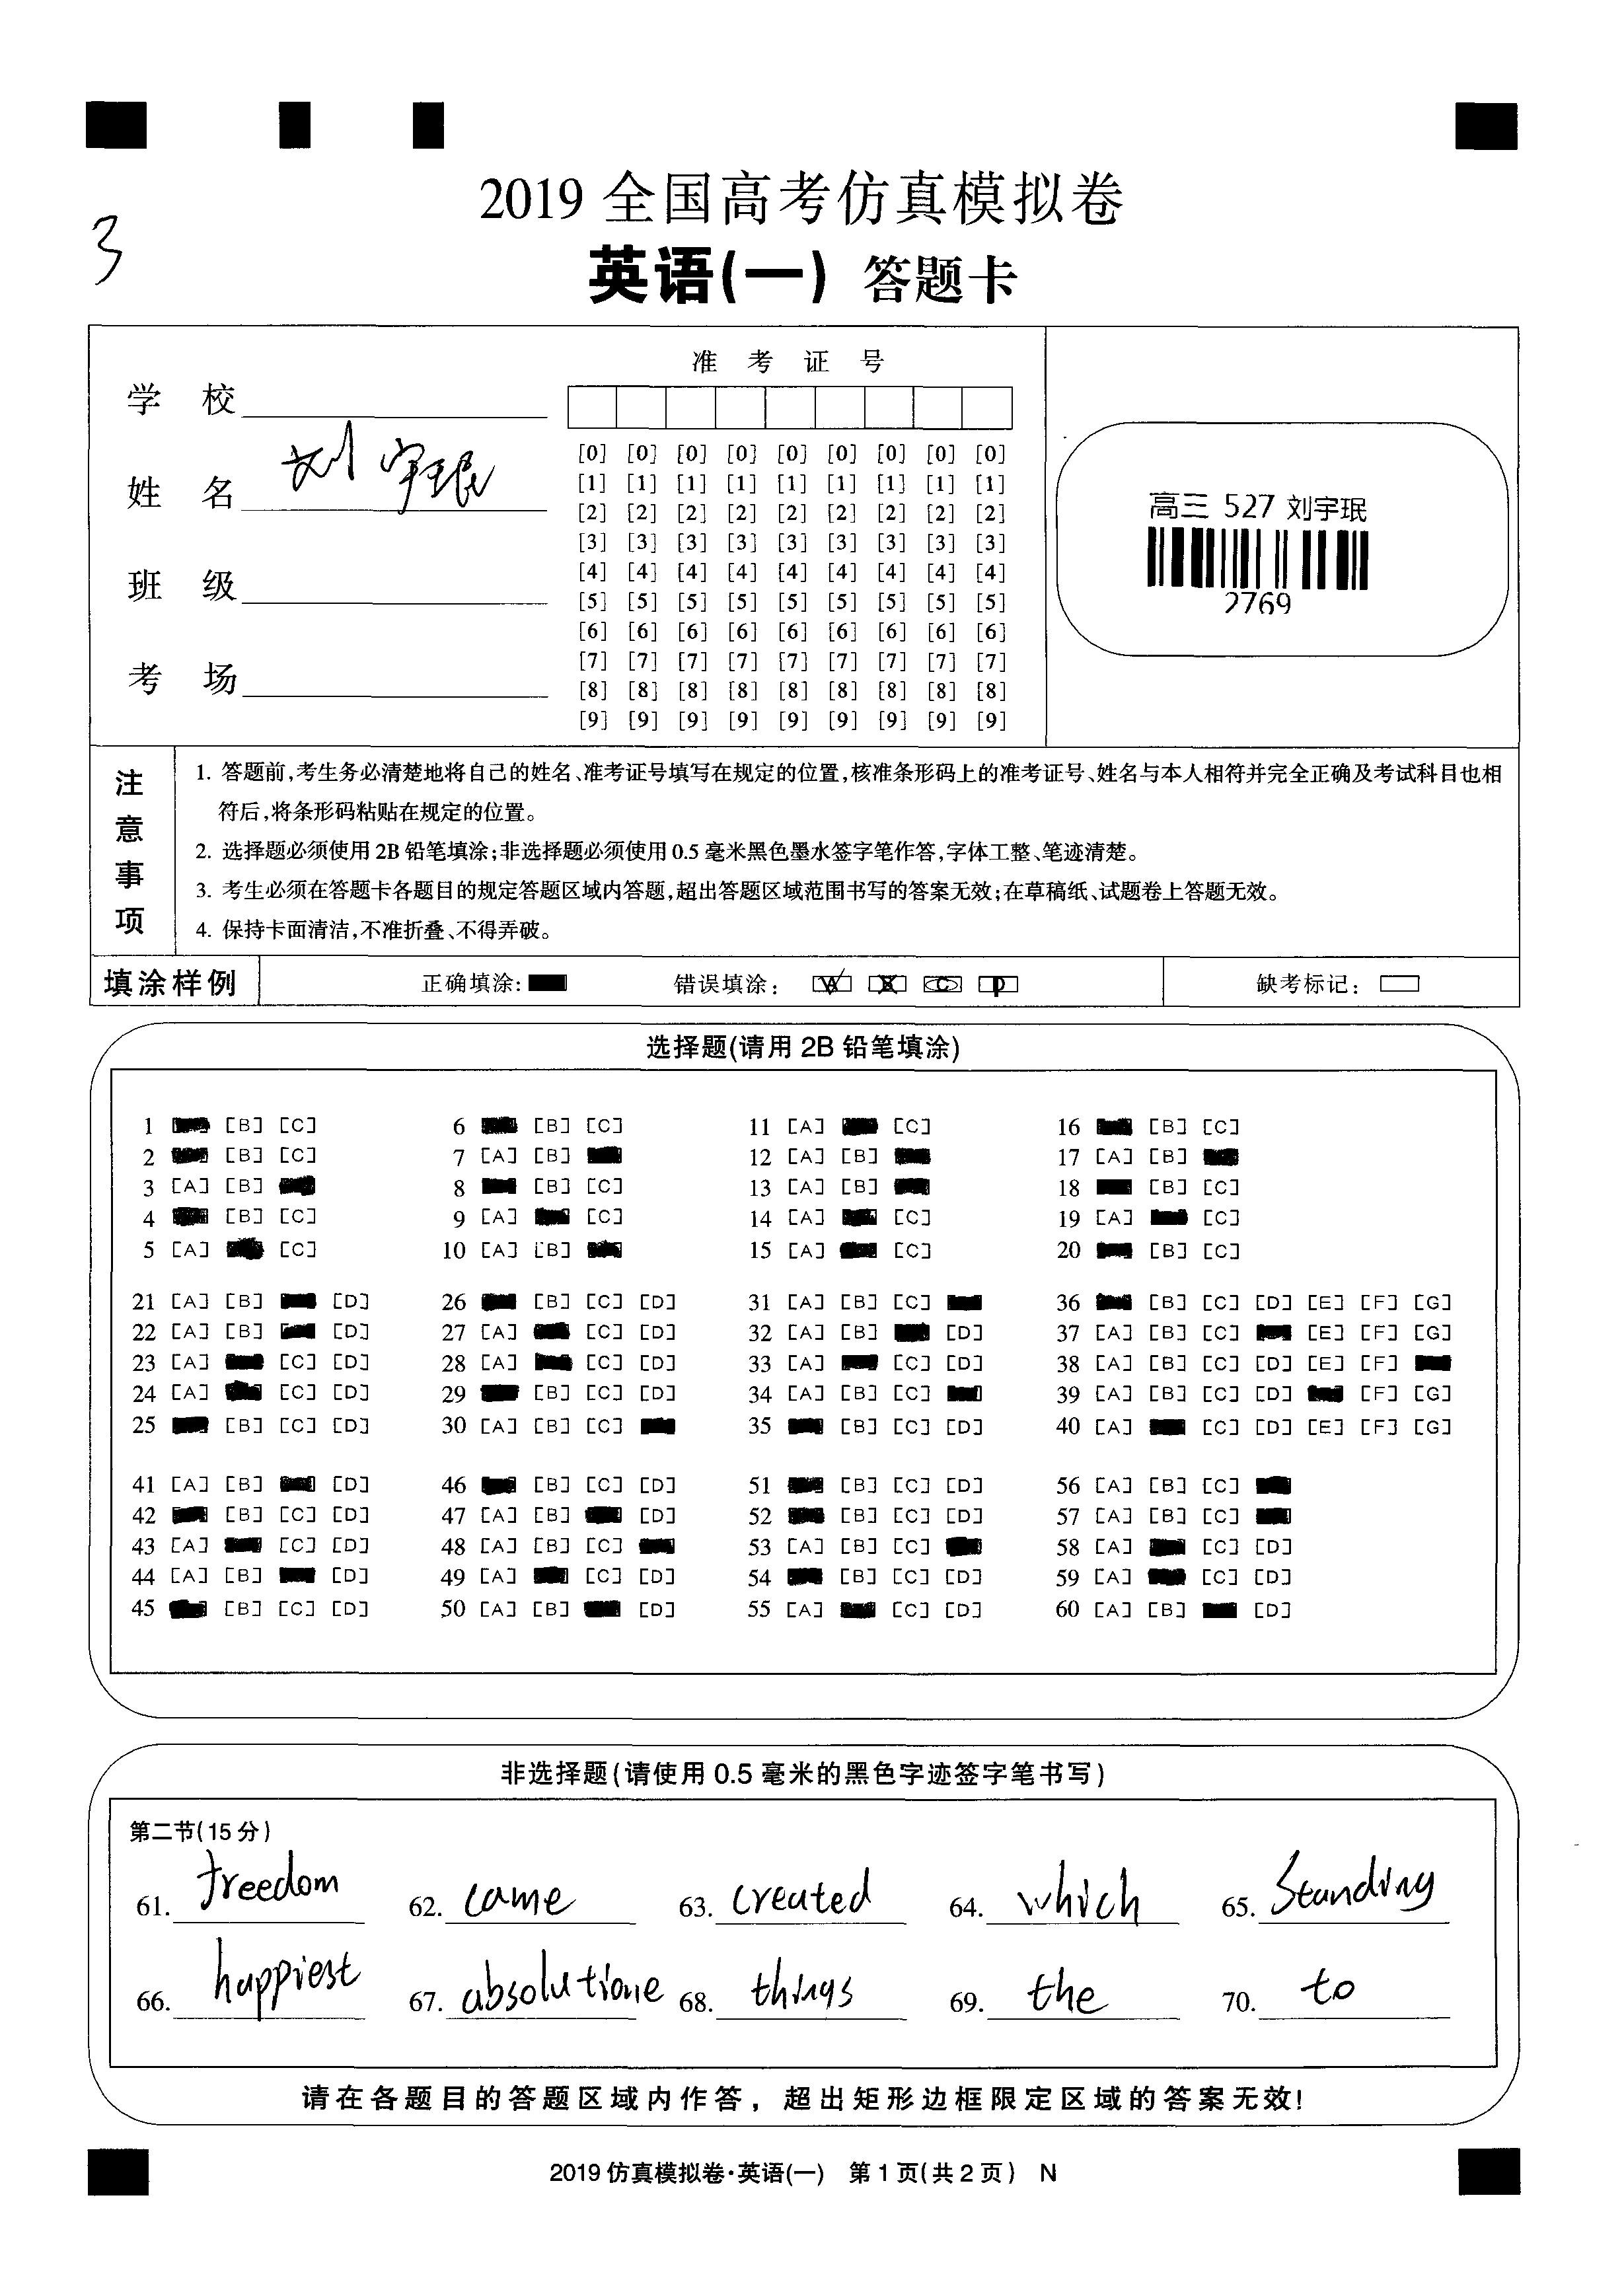 2019 全国高考仿真模拟卷
3
英语(一) 答题卡
准 考 证 号
学 校
姓 名 刘宇珉
班 级
考 场
[0] [0] [0] [0] [0] [0] [0] [0] [0]
[1] [1] [1] [1] [1] [1] [1] [1] [1]
[2] [2] [2] [2] [2] [2] [2] [2] [2]
[3] [3] [3] [3] [3] [3] [3] [3] [3]
[4] [4] [4] [4] [4] [4] [4] [4] [4]
[5] [5] [5] [5] [5] [5] [5] [5] [5]
[6] [6] [6] [6] [6] [6] [6] [6] [6]
[7] [7] [7] [7] [7] [7] [7] [7] [7]
[8] [8] [8] [8] [8] [8] [8] [8] [8]
[9] [9] [9] [9] [9] [9] [9] [9] [9]
高三 527 刘宇珉
2769
注意事项
1. 答题前,考生务必清楚地将自己的姓名、准考证号填写在规定的位置,核准条形码上的准考证号、姓名与本人相符并完全正确及考试科目也相
符后,将条形码粘贴在规定的位置。
2. 选择题必须使用2B铅笔填涂;非选择题必须使用0.5毫米黑色墨水签字笔作答,字体工整、笔迹清楚。
3. 考生必须在答题卡各题目的规定答题区域内答题,超出答题区域范围书写的答案无效;在草稿纸、试题卷上答题无效。
4. 保持卡面清洁,不准折叠、不得弄破。
填涂样例 正确填涂: 错误填涂: A B C D 缺考标记:
选择题(请用 2B 铅笔填涂)
1 [B] [C] 6 [B] [C] 11 [A] [C] 16 [B] [C]
2 [B] [C] 7 [A] [B] 12 [A] [B] 17 [A] [B]
3 [A] [B] 8 [B] [C] 13 [A] [B] 18 [B] [C]
4 [B] [C] 9 [A] [C] 14 [A] [C] 19 [A] [C]
5 [A] [C] 10 [A] [B] 15 [A] [C] 20 [B] [C]
21 [A] [B] [D] 26 [B] [C] [D] 31 [A] [B] [C] 36 [B] [C] [D] [E] [F] [G]
22 [A] [B] [D] 27 [A] [C] [D] 32 [A] [B] [D] 37 [A] [B] [C] [E] [F] [G]
23 [A] [C] [D] 28 [A] [C] [D] 33 [A] [C] [D] 38 [A] [B] [C] [D] [E] [F]
24 [A] [C] [D] 29 [B] [C] [D] 34 [A] [B] [C] 39 [A] [B] [C] [D] [F] [G]
25 [B] [C] [D] 30 [A] [B] [C] 35 [B] [C] [D] 40 [A] [C] [D] [E] [F] [G]
41 [A] [B] [D] 46 [B] [C] [D] 51 [B] [C] [D] 56 [A] [B] [C]
42 [B] [C] [D] 47 [A] [B] [D] 52 [B] [C] [D] 57 [A] [B] [C]
43 [A] [C] [D] 48 [A] [B] [C] 53 [A] [B] [C] 58 [A] [C] [D]
44 [A] [B] [D] 49 [A] [C] [D] 54 [B] [C] [D] 59 [A] [C] [D]
45 [B] [C] [D] 50 [A] [B] [D] 55 [A] [C] [D] 60 [A] [B] [D]
非选择题(请使用 0.5 毫米的黑色字迹签字笔书写)
第二节(15 分)
61. freedom 62. came 63. created 64. which 65. Standing
66. happiest 67. absolutione 68. things 69. the 70. to
请在各题目的答题区域内作答，超出矩形边框限定区域的答案无效!
2019 仿真模拟卷·英语(一) 第 1 页(共 2 页) N